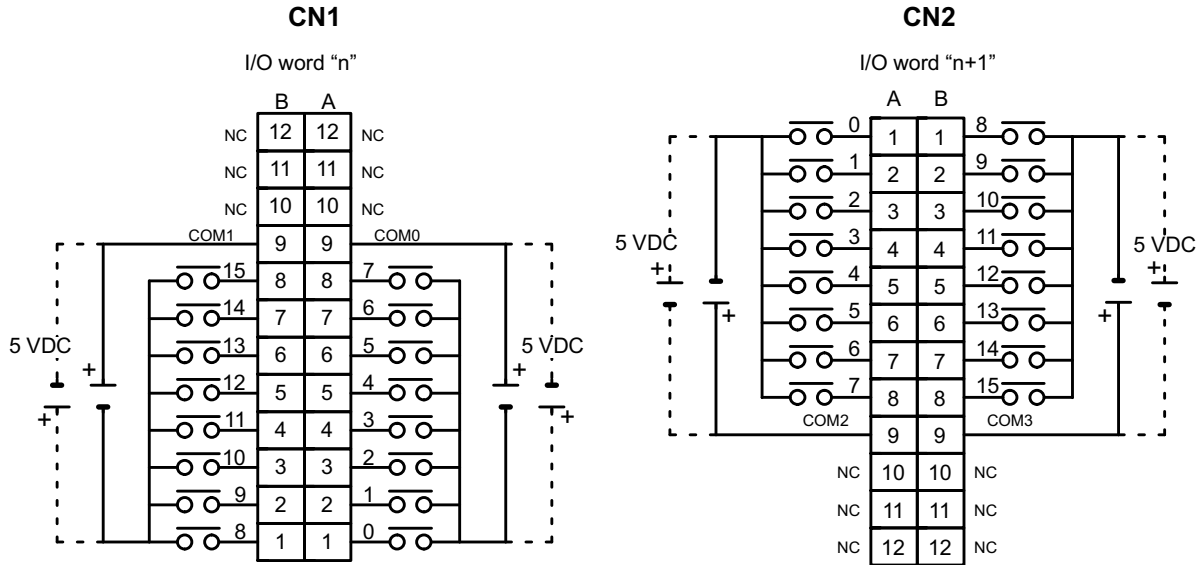 CN1
I/O word “n”
B A
NC 12 12 NC
NC 11 11 NC
NC 10 10 NC
COM1 9 9 COM0
15 8 8 7
14 7 7 6
5 VDC 13 6 6 5 5 VDC
+ 12 5 5 4 +
+ 11 4 4 3 +
10 3 3 2
9 2 2 1
8 1 1 0
CN2
I/O word “n+1”
A B
0 1 1 8
1 2 2 9
2 3 3 10
5 VDC 3 4 4 11 5 VDC
+ 4 5 5 12 +
+ 5 6 6 13 +
6 7 7 14
7 8 8 15
COM2 9 9 COM3
NC 10 10 NC
NC 11 11 NC
NC 12 12 NC